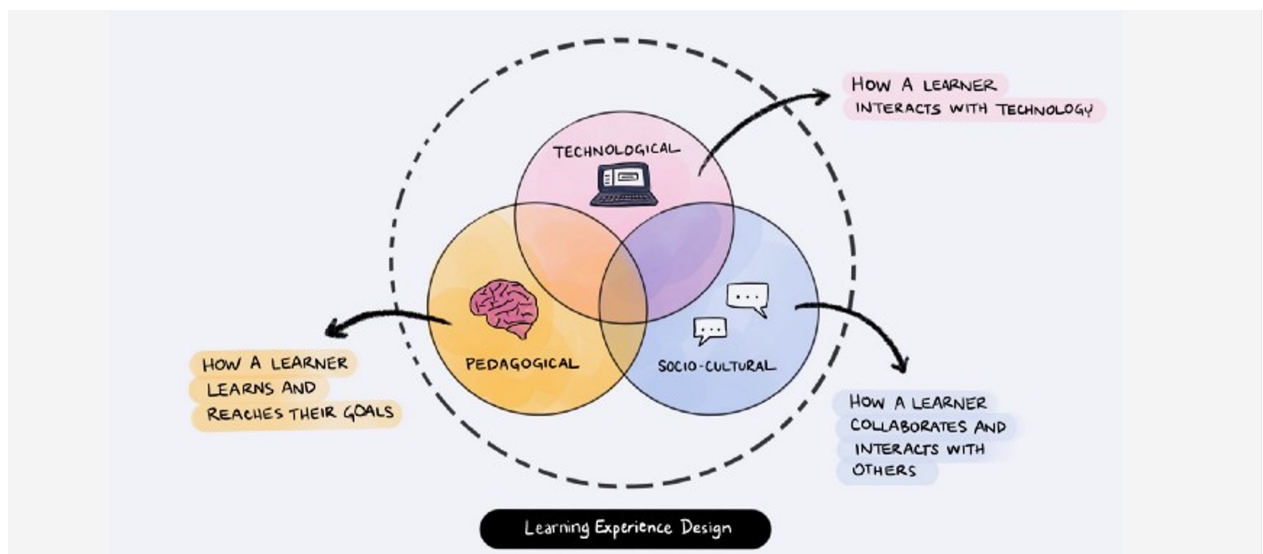 HOW A LEARNER
INTERACTS WITH TECHNOLOGY
TECHNOLOGICAL
PEDAGOGICAL
SOCIO-CULTURAL
HOW A LEARNER
LEARNS AND
REACHES THEIR GOALS
HOW A LEARNER
COLLABORATES AND
INTERACTS WITH
OTHERS
Learning Experience Design